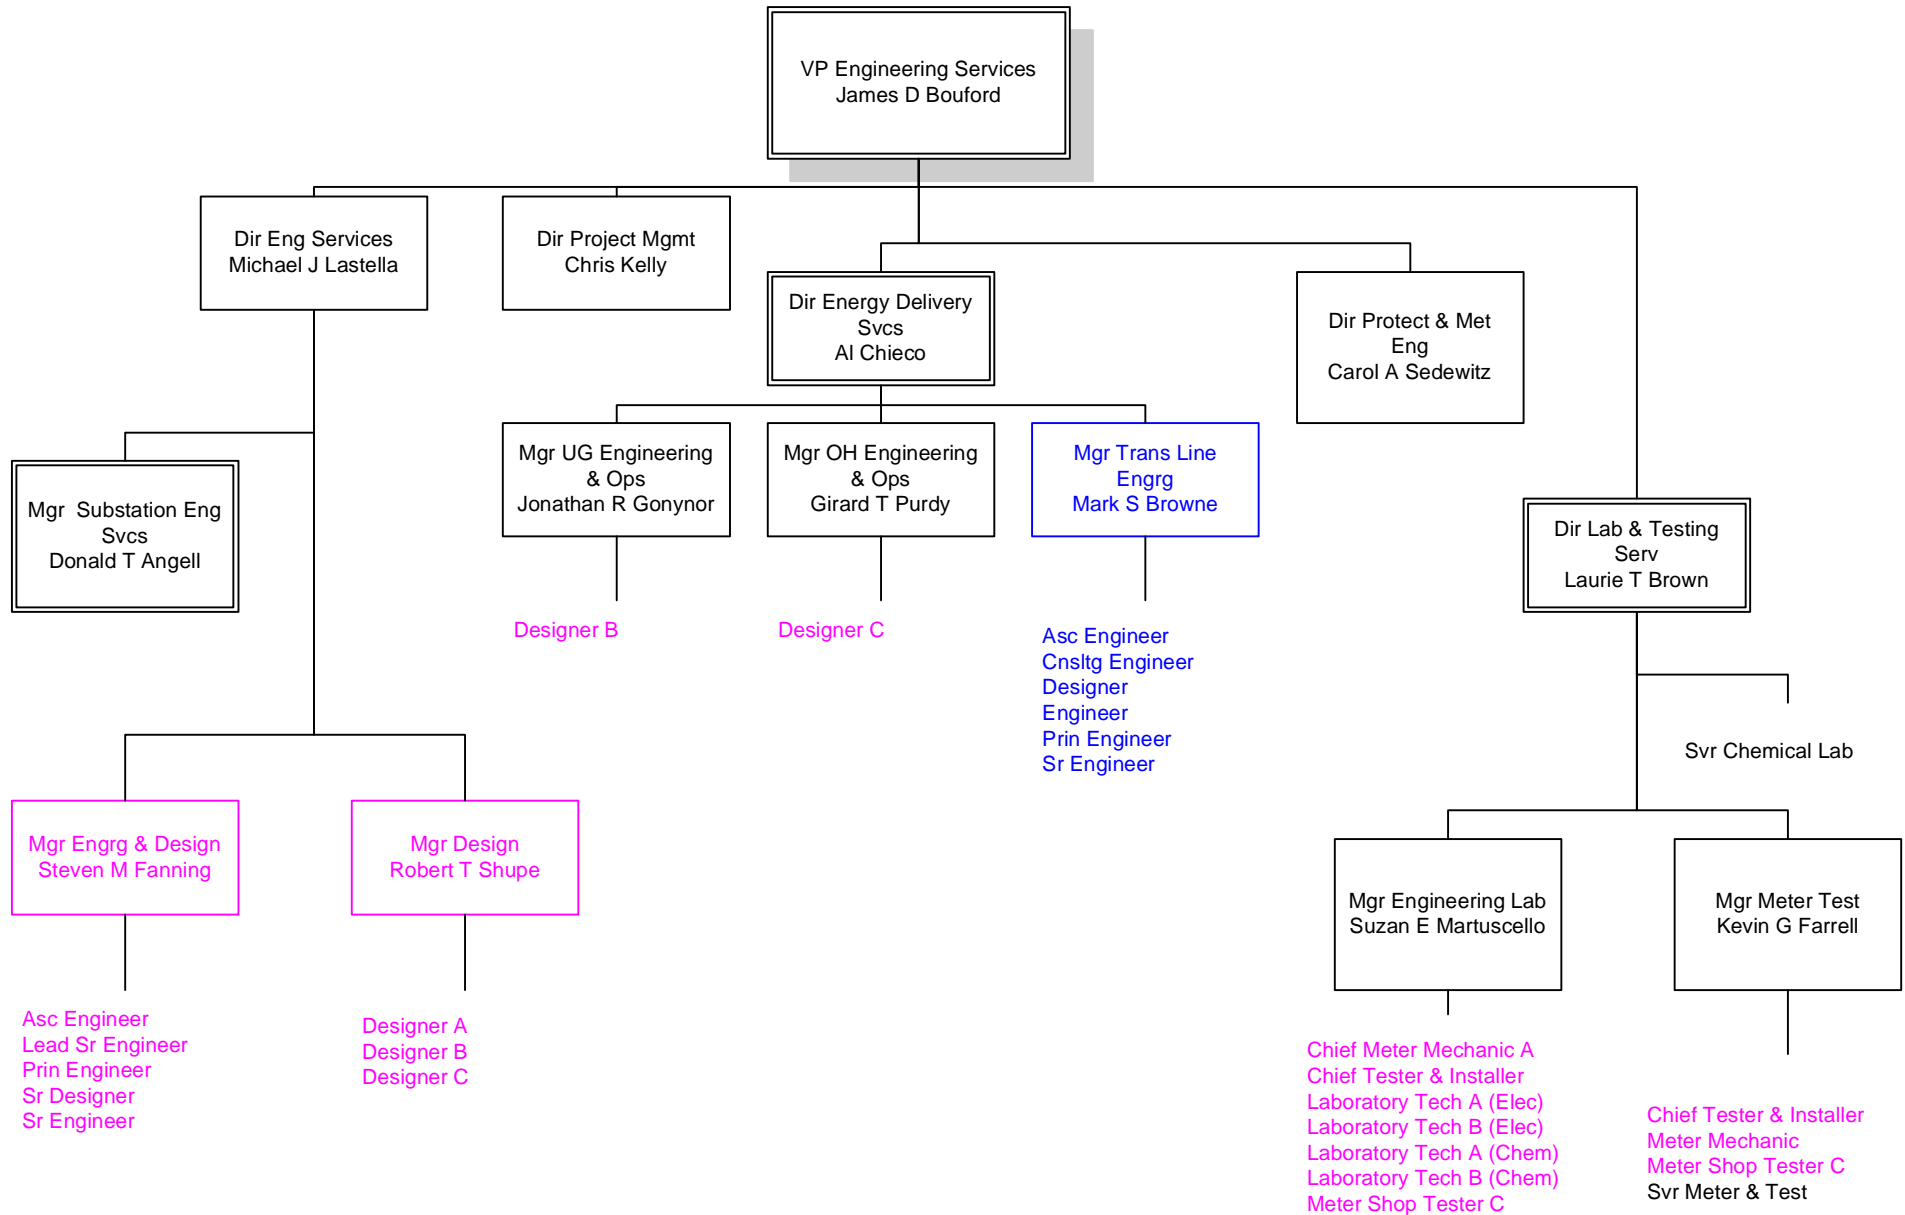 VP Engineering Services
James D Bouford
Dir Eng Services
Michael J Lastella
Dir Project Mgmt
Chris Kelly
Dir Energy Delivery
Svcs
Al Chieco
Dir Protect & Met
Eng
Carol A Sedewitz
Mgr UG Engineering
& Ops
Jonathan R Gonynor
Mgr OH Engineering
& Ops
Girard T Purdy
Mgr Trans Line
Engrg
Mark S Browne
Mgr  Substation Eng
Svcs
Donald T Angell
Dir Lab & Testing
Serv
Laurie T Brown
Designer B
Designer C
Asc Engineer
Cnsltg Engineer
Designer
Engineer
Prin Engineer
Sr Engineer
Svr Chemical Lab
Mgr Engrg & Design
Steven M Fanning
Mgr Design
Robert T Shupe
Mgr Engineering Lab
Suzan E Martuscello
Mgr Meter Test
Kevin G Farrell
Asc Engineer
Lead Sr Engineer
Prin Engineer
Sr Designer
Sr Engineer
Designer A
Designer B
Designer C
Chief Meter Mechanic A
Chief Tester & Installer
Laboratory Tech A (Elec)
Laboratory Tech B (Elec)
Laboratory Tech A (Chem)
Laboratory Tech B (Chem)
Meter Shop Tester C
Chief Tester & Installer
Meter Mechanic
Meter Shop Tester C
Svr Meter & Test